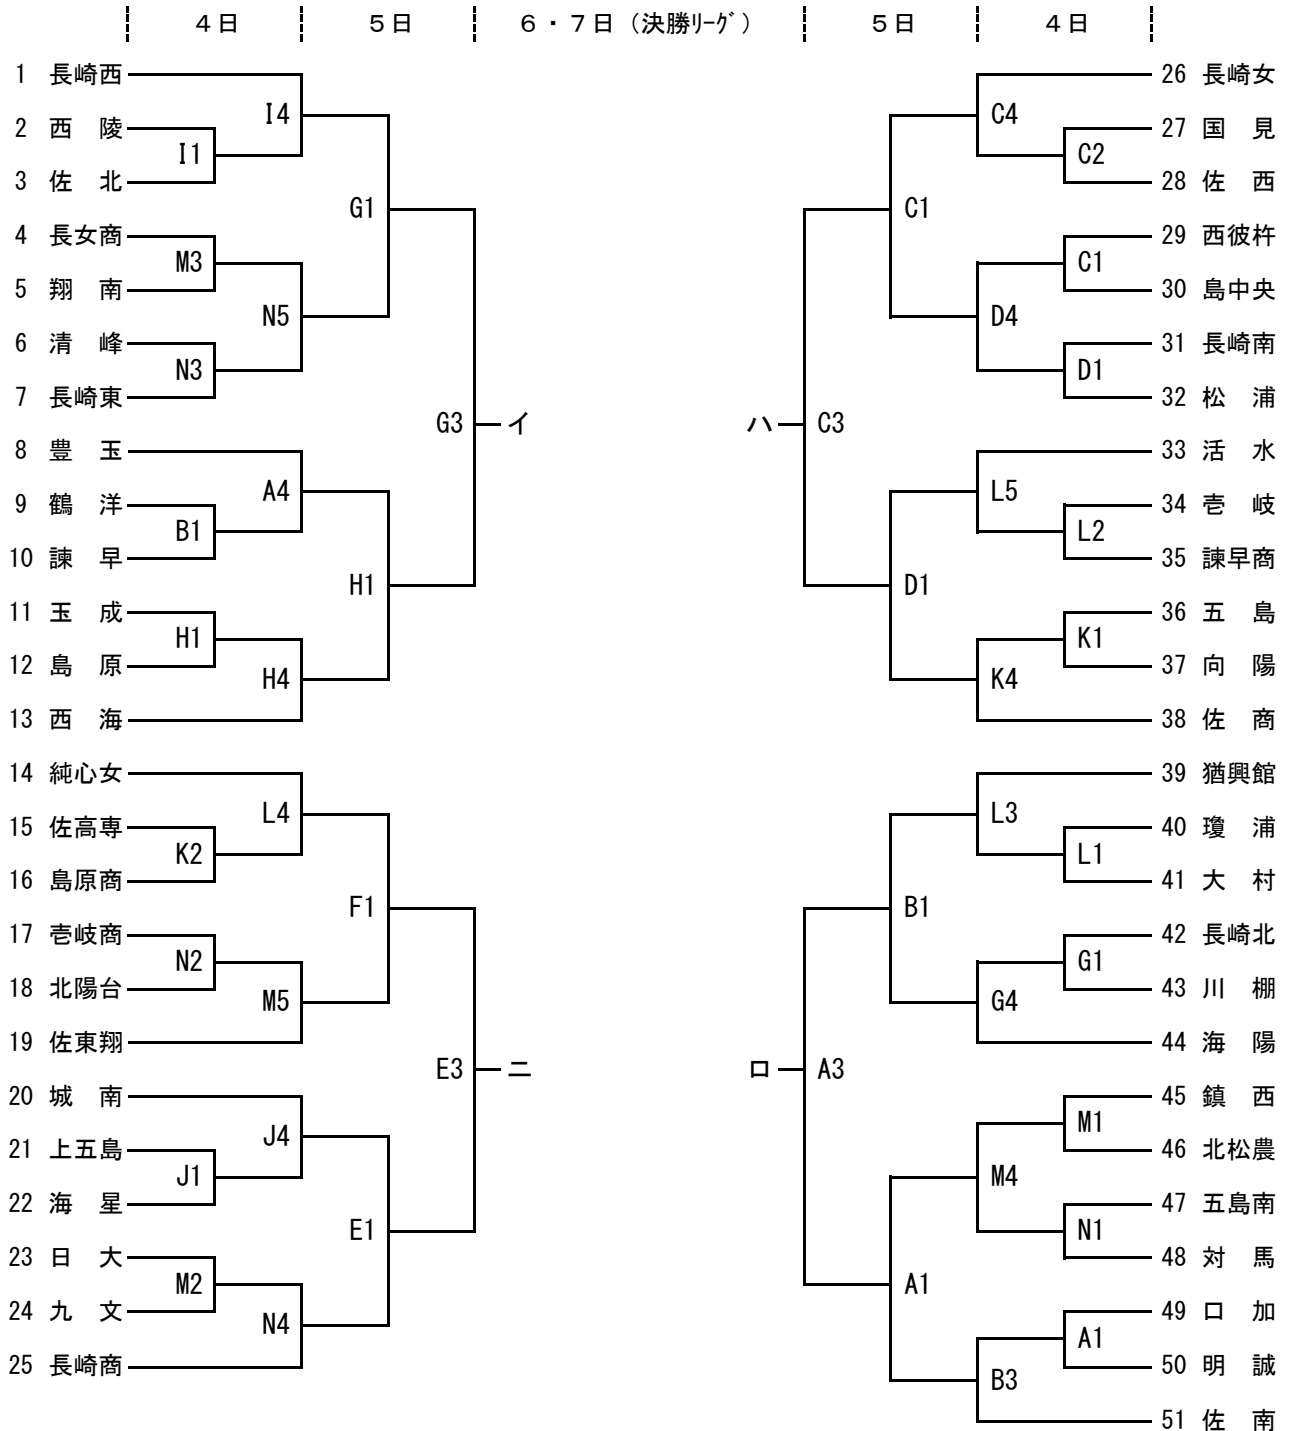 ４日 ５日 ６・７日（決勝ﾘｰｸﾞ） ５日 ４日
1 長崎西
I4
2 西　陵
I1
3 佐　北
G1
4 長女商
M3
5 翔　南
N5
6 清　峰
N3
7 長崎東
G3 イ
8 豊　玉
A4
9 鶴　洋
B1
10 諫　早
H1
11 玉　成
H1
12 島　原
H4
13 西　海
14 純心女
L4
15 佐高専
K2
16 島原商
F1
17 壱岐商
N2
18 北陽台
M5
19 佐東翔
E3 ニ
20 城　南
J4
21 上五島
J1
22 海　星
E1
23 日　大
M2
24 九　文
N4
25 長崎商
26 長崎女
C4
27 国　見
C2
28 佐　西
C1
29 西彼杵
C1
30 島中央
D4
31 長崎南
D1
32 松　浦
ハ C3
33 活　水
L5
34 壱　岐
L2
35 諫早商
D1
36 五　島
K1
37 向　陽
K4
38 佐　商
39 猶興館
L3
40 瓊　浦
L1
41 大　村
B1
42 長崎北
G1
43 川　棚
G4
44 海　陽
ロ A3
45 鎮　西
M1
46 北松農
M4
47 五島南
N1
48 対　馬
A1
49 口　加
A1
50 明　誠
B3
51 佐　南